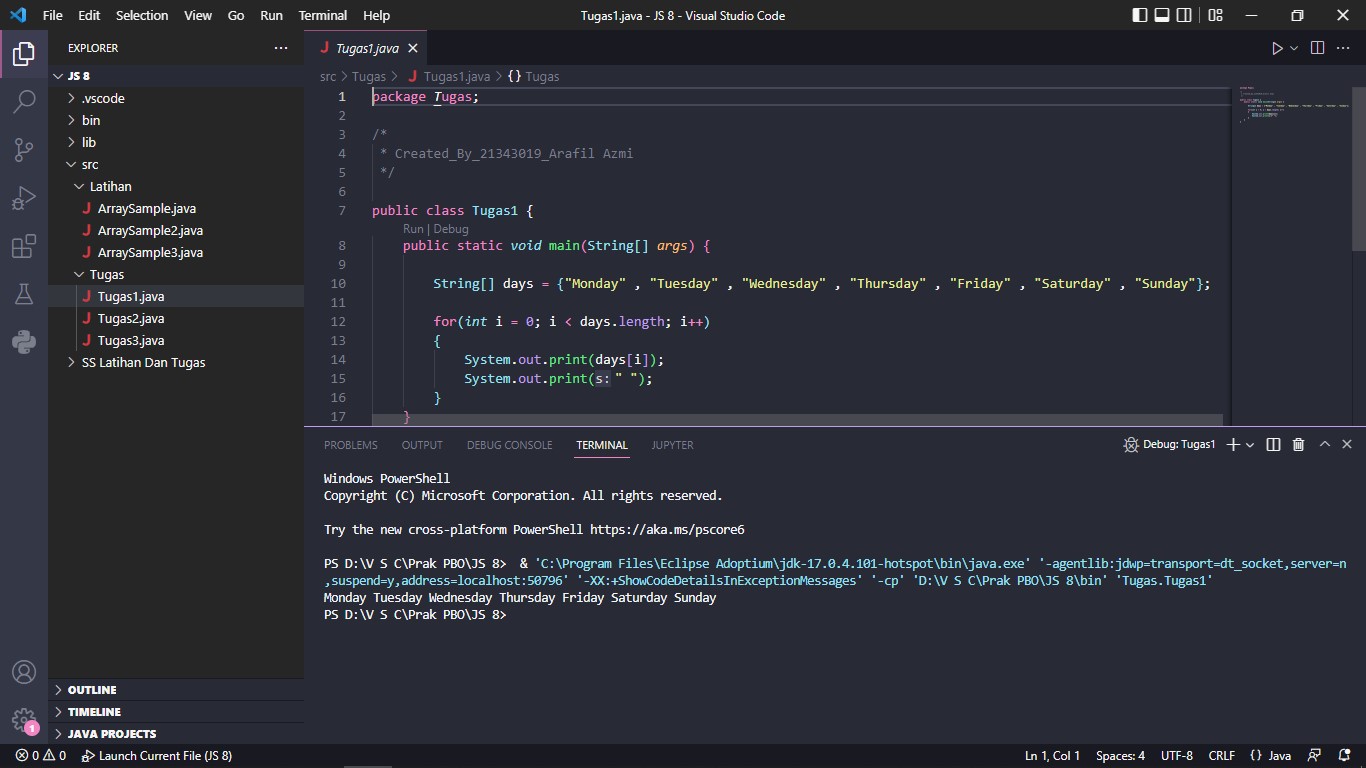 File Edit Selection View Go Run Terminal Help Tugas1.java - JS 8 - Visual Studio Code
EXPLORER
JS 8
.vscode
bin
lib
src
Latihan
ArraySample.java
ArraySample2.java
ArraySample3.java
Tugas
Tugas1.java
Tugas2.java
Tugas3.java
SS Latihan Dan Tugas
OUTLINE
TIMELINE
JAVA PROJECTS
1
Tugas1.java
src > Tugas > Tugas1.java > {} Tugas
1 package Tugas;
2
3 /*
4 * Created_By_21343019_Arafil Azmi
5 */
6
7 public class Tugas1 {
Run | Debug
8 public static void main(String[] args) {
9
10 String[] days = {"Monday" , "Tuesday" , "Wednesday" , "Thursday" , "Friday" , "Saturday" , "Sunday"};
11
12 for(int i = 0; i < days.length; i++)
13 {
14 System.out.print(days[i]);
15 System.out.print(s:" ");
16 }
17 }
PROBLEMS OUTPUT DEBUG CONSOLE TERMINAL JUPYTER Debug: Tugas1
Windows PowerShell
Copyright (C) Microsoft Corporation. All rights reserved.
Try the new cross-platform PowerShell https://aka.ms/pscore6
PS D:\V S C\Prak PBO\JS 8> & 'C:\Program Files\Eclipse Adoptium\jdk-17.0.4.101-hotspot\bin\java.exe' '-agentlib:jdwp=transport=dt_socket,server=n
,suspend=y,address=localhost:50796' '-XX:+ShowCodeDetailsInExceptionMessages' '-cp' 'D:\V S C\Prak PBO\JS 8\bin' 'Tugas.Tugas1'
Monday Tuesday Wednesday Thursday Friday Saturday Sunday
PS D:\V S C\Prak PBO\JS 8>
0 0 Launch Current File (JS 8) Ln 1, Col 1 Spaces: 4 UTF-8 CRLF {} Java